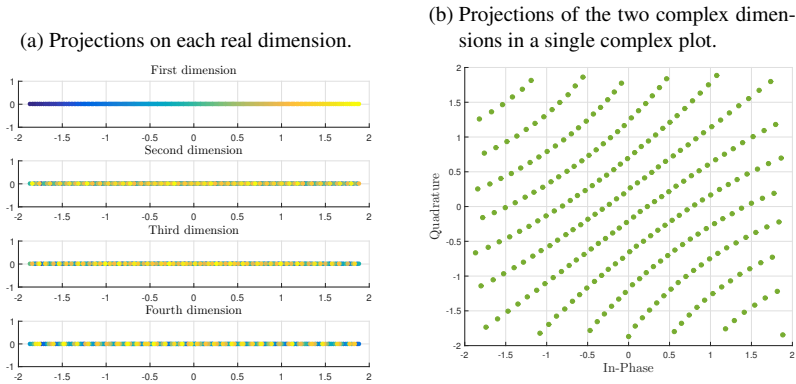 (a) Projections on each real dimension.
First dimension
1
0
-1
-2 -1.5 -1 -0.5 0 0.5 1 1.5 2
Second dimension
1
0
-1
-2 -1.5 -1 -0.5 0 0.5 1 1.5 2
Third dimension
1
0
-1
-2 -1.5 -1 -0.5 0 0.5 1 1.5 2
Fourth dimension
1
0
-1
-2 -1.5 -1 -0.5 0 0.5 1 1.5 2
(b) Projections of the two complex dimen-
sions in a single complex plot.
2
1.5
1
0.5
0
-0.5
-1
-1.5
-2
Quadrature
-2 -1.5 -1 -0.5 0 0.5 1 1.5 2
In-Phase